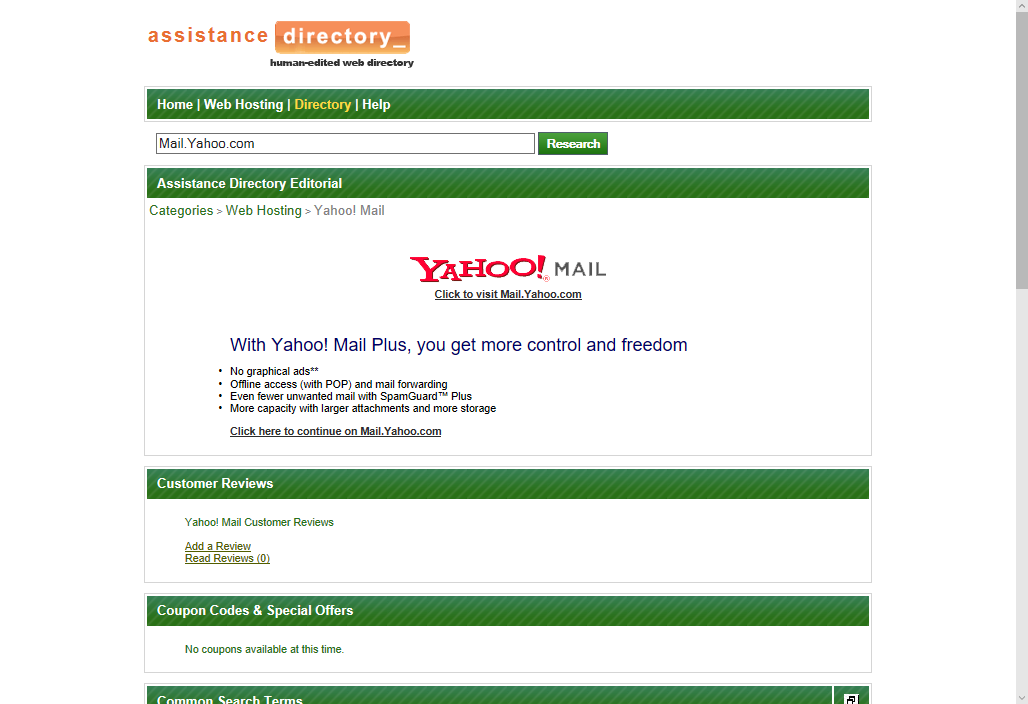 assistance directory_
human-edited web directory
Home | Web Hosting | Directory | Help
Mail.Yahoo.com Research
Assistance Directory Editorial
Categories > Web Hosting > Yahoo! Mail
YAHOO!® MAIL
Click to visit Mail.Yahoo.com
With Yahoo! Mail Plus, you get more control and freedom
• No graphical ads**
• Offline access (with POP) and mail forwarding
• Even fewer unwanted mail with SpamGuard™ Plus
• More capacity with larger attachments and more storage
Click here to continue on Mail.Yahoo.com
Customer Reviews
Yahoo! Mail Customer Reviews
Add a Review
Read Reviews (0)
Coupon Codes & Special Offers
No coupons available at this time.
Common Search Terms